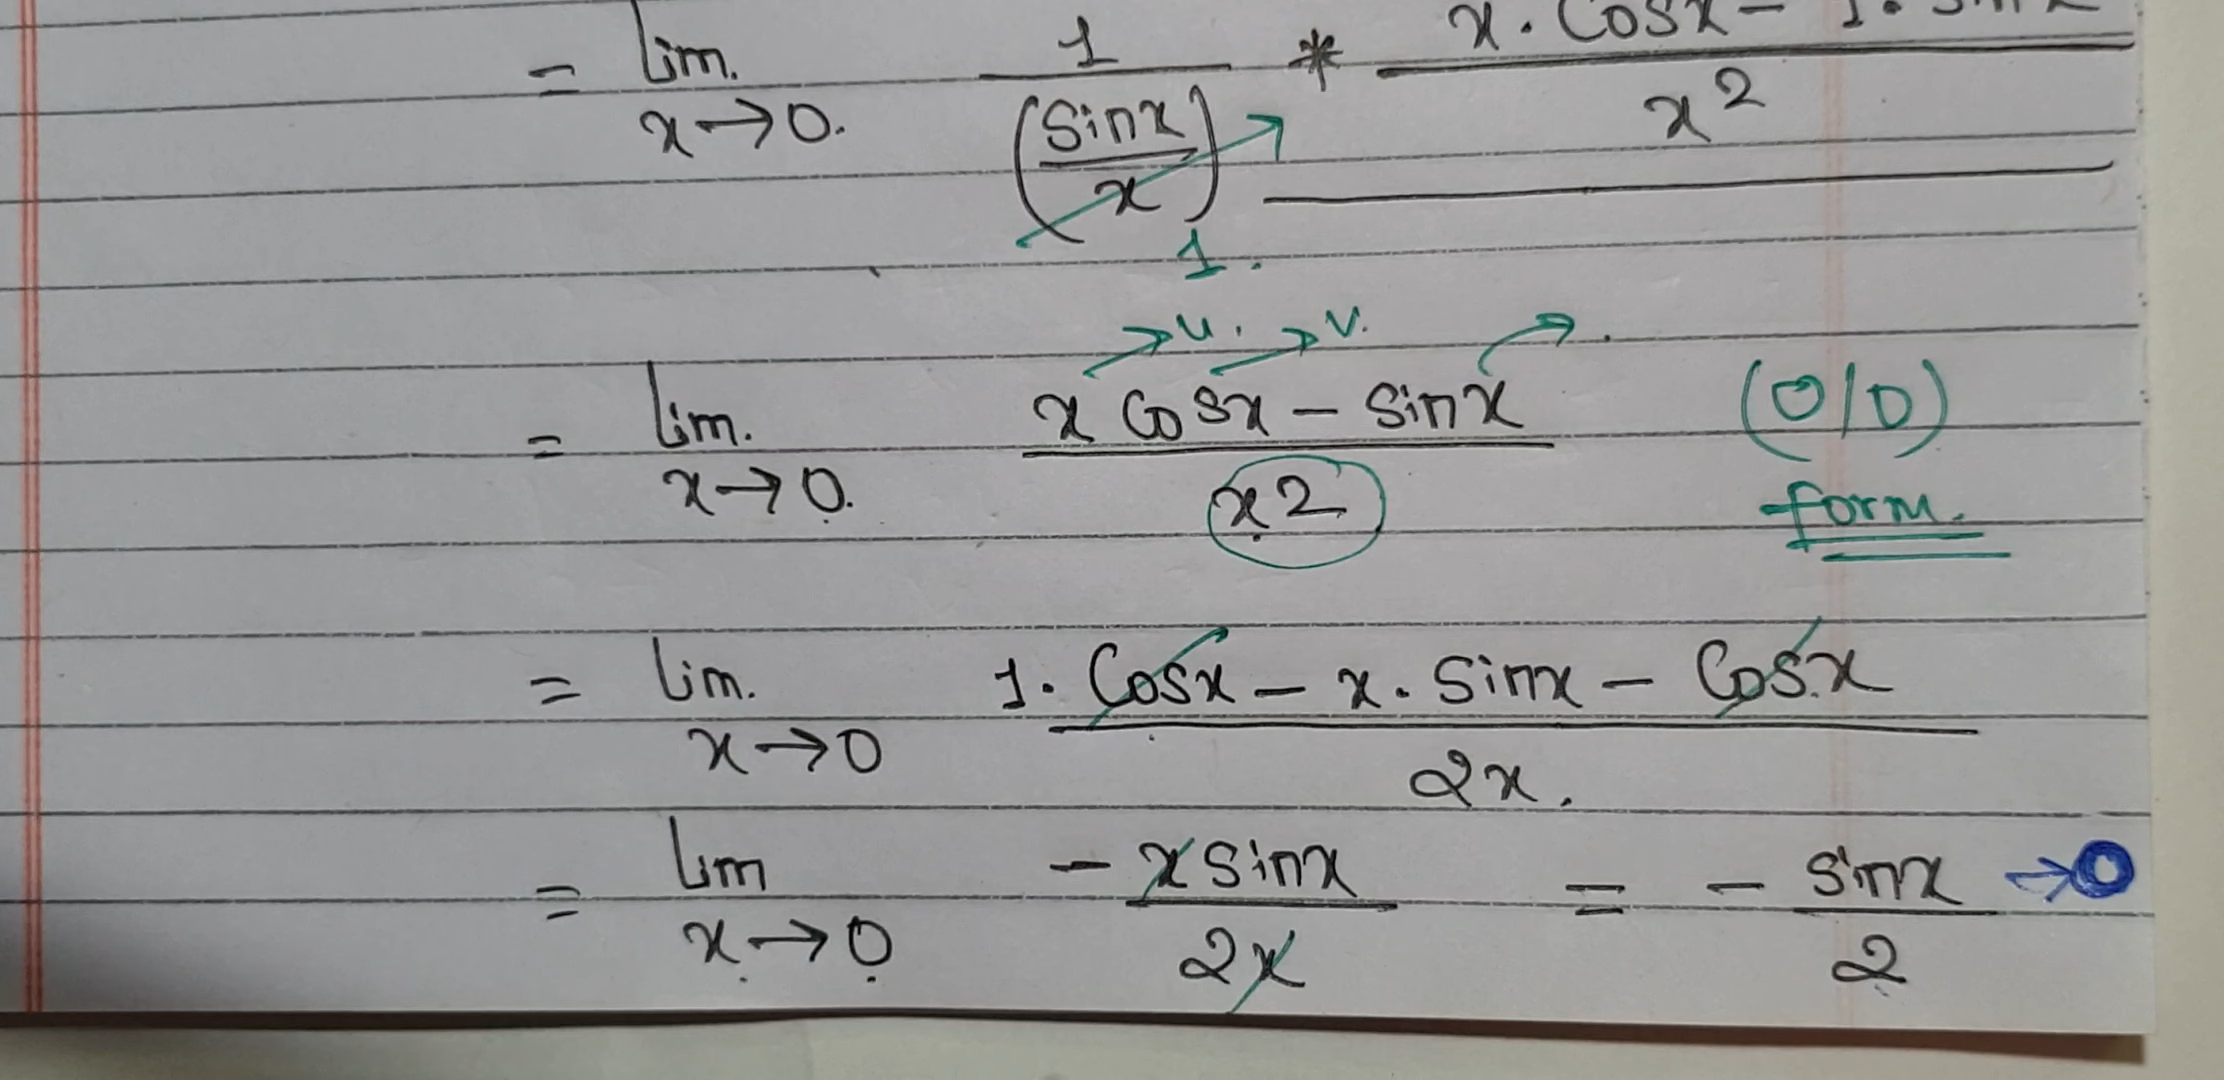 = lim. x→0. 1/(sinx/x) * x. Cosx - 1. sinx / x²
1.
→u. →v.
= lim. x→0. x Cosx - sinx / x2 (0/0) form.
= lim. x→0 1. Cosx - x. sinx - Cosx / 2x.
= lim x→0 - x sinx / 2x = - sinx / 2 →0